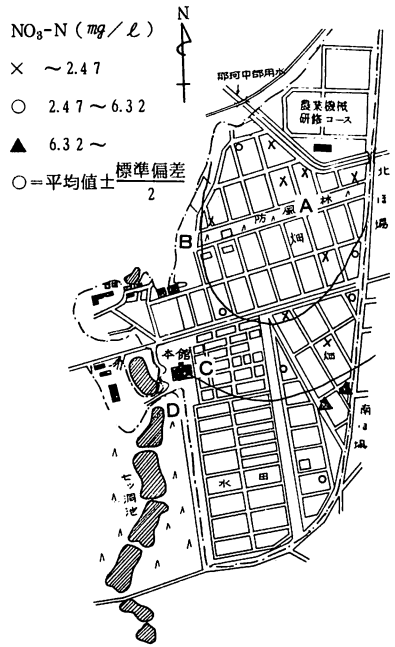 NO₃-N (mg/ℓ)
× ～2.47
○ 2.47～6.32
▲ 6.32～
○＝平均値±標準偏差/2
N
那珂中部用水
農業機械
研修コース
A
防風林
畑
B
北ほ場
本館
C
畑
D
南ほ場
七ッ洞池
水田